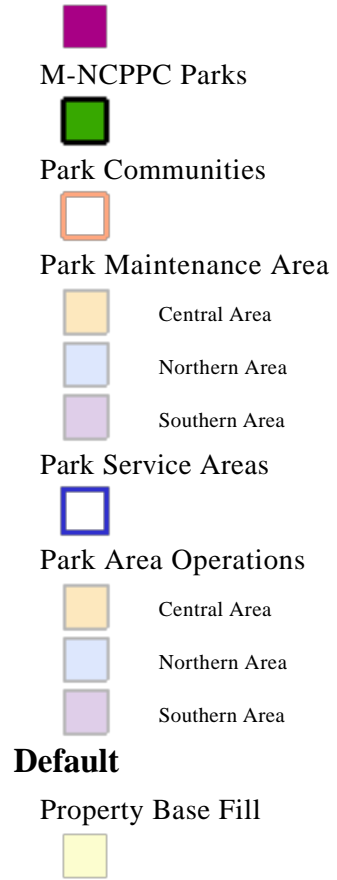 M-NCPPC Parks
Park Communities
Park Maintenance Area
Central Area
Northern Area
Southern Area
Park Service Areas
Park Area Operations
Central Area
Northern Area
Southern Area
Default
Property Base Fill